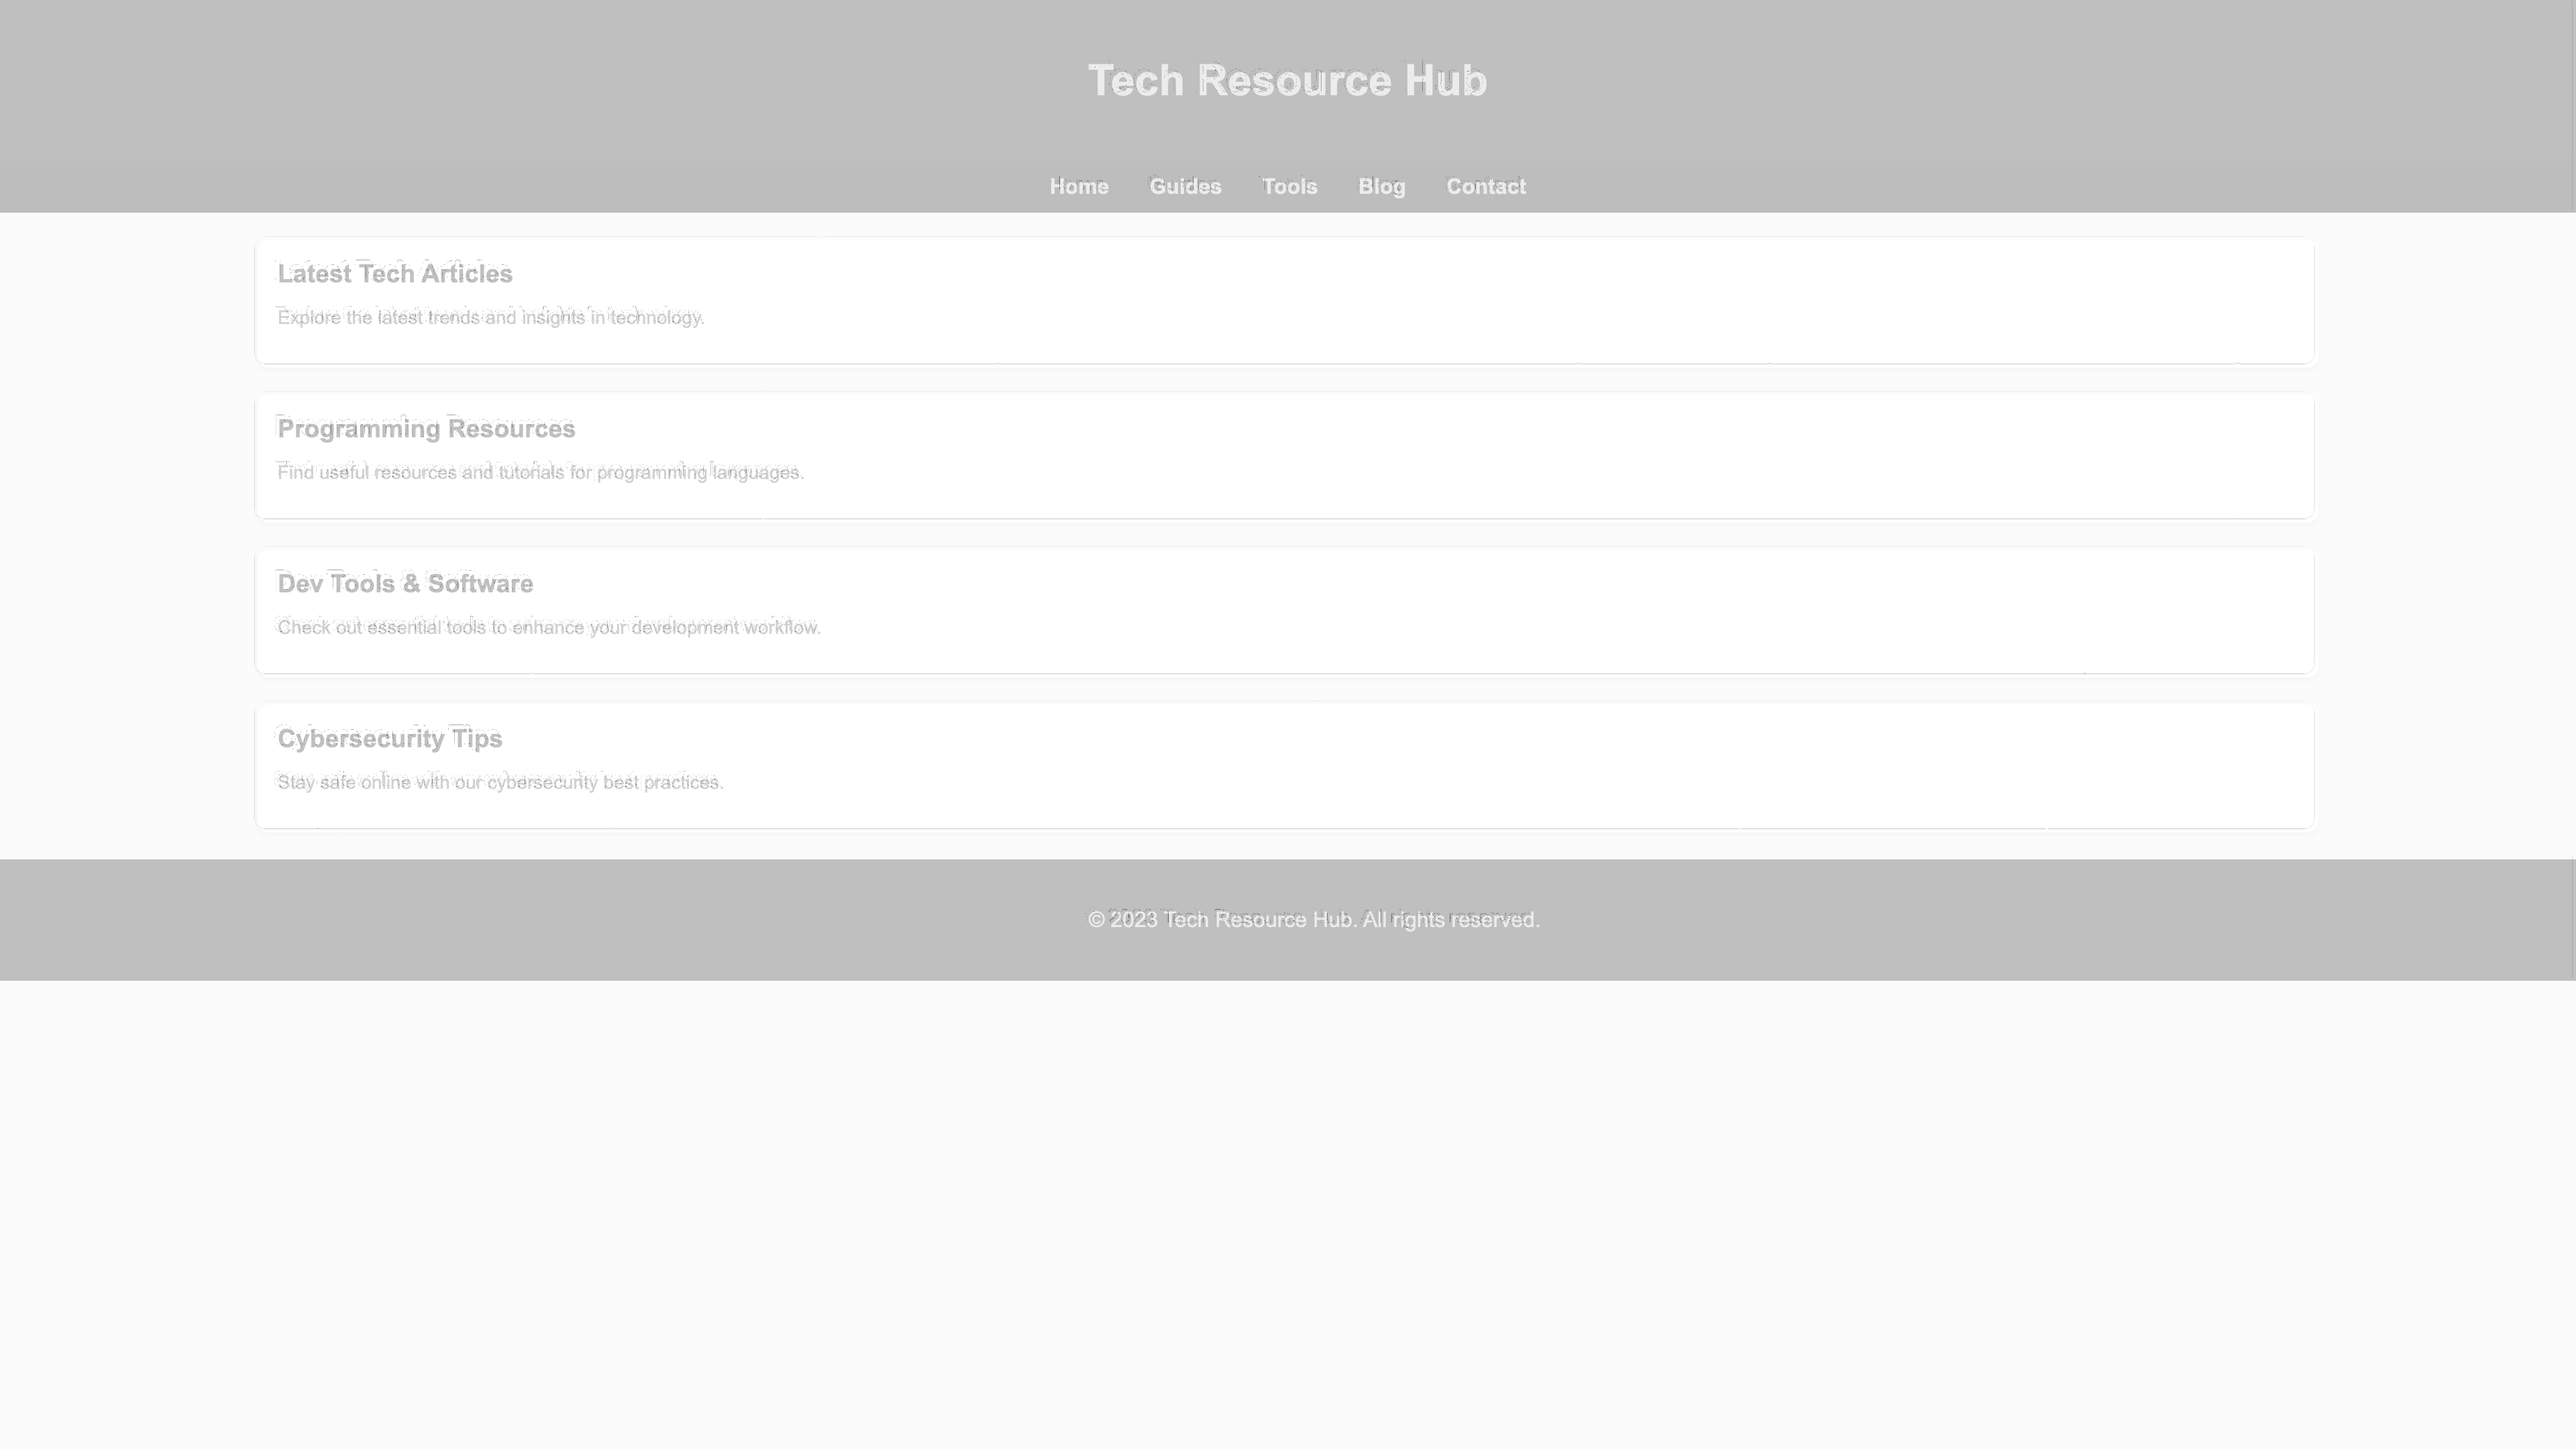 Tech Resource Hub
Home Guides Tools Blog Contact
Latest Tech Articles
Explore the latest trends and insights in technology.
Programming Resources
Find useful resources and tutorials for programming languages.
Dev Tools & Software
Check out essential tools to enhance your development workflow.
Cybersecurity Tips
Stay safe online with our cybersecurity best practices.
© 2023 Tech Resource Hub. All rights reserved.